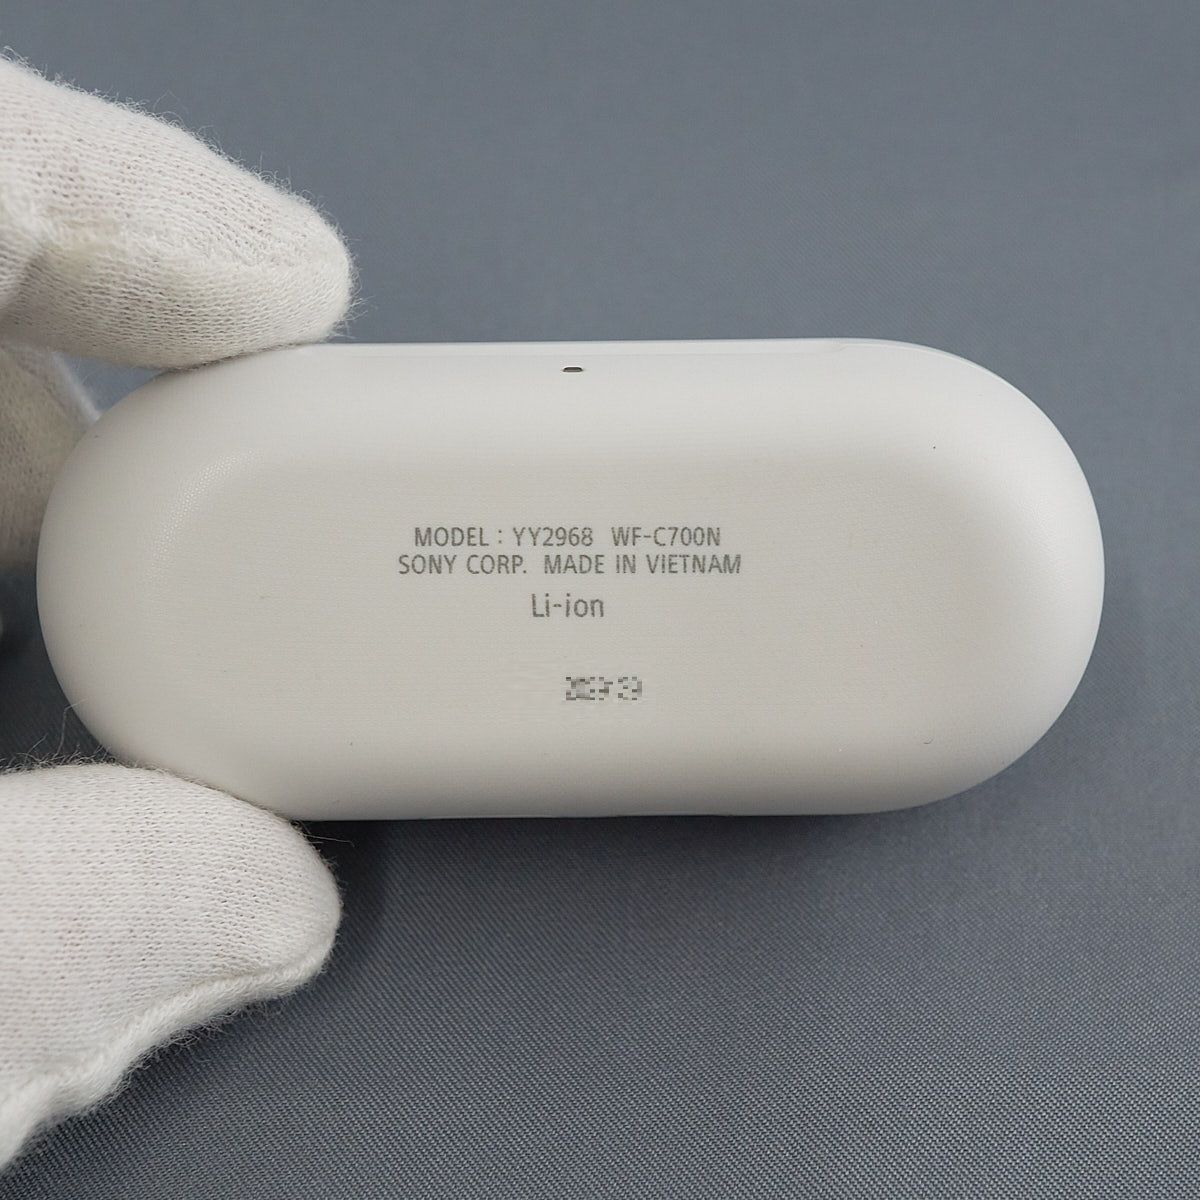 MODEL : YY2968 WF-C700N
SONY CORP. MADE IN VIETNAM
Li-ion